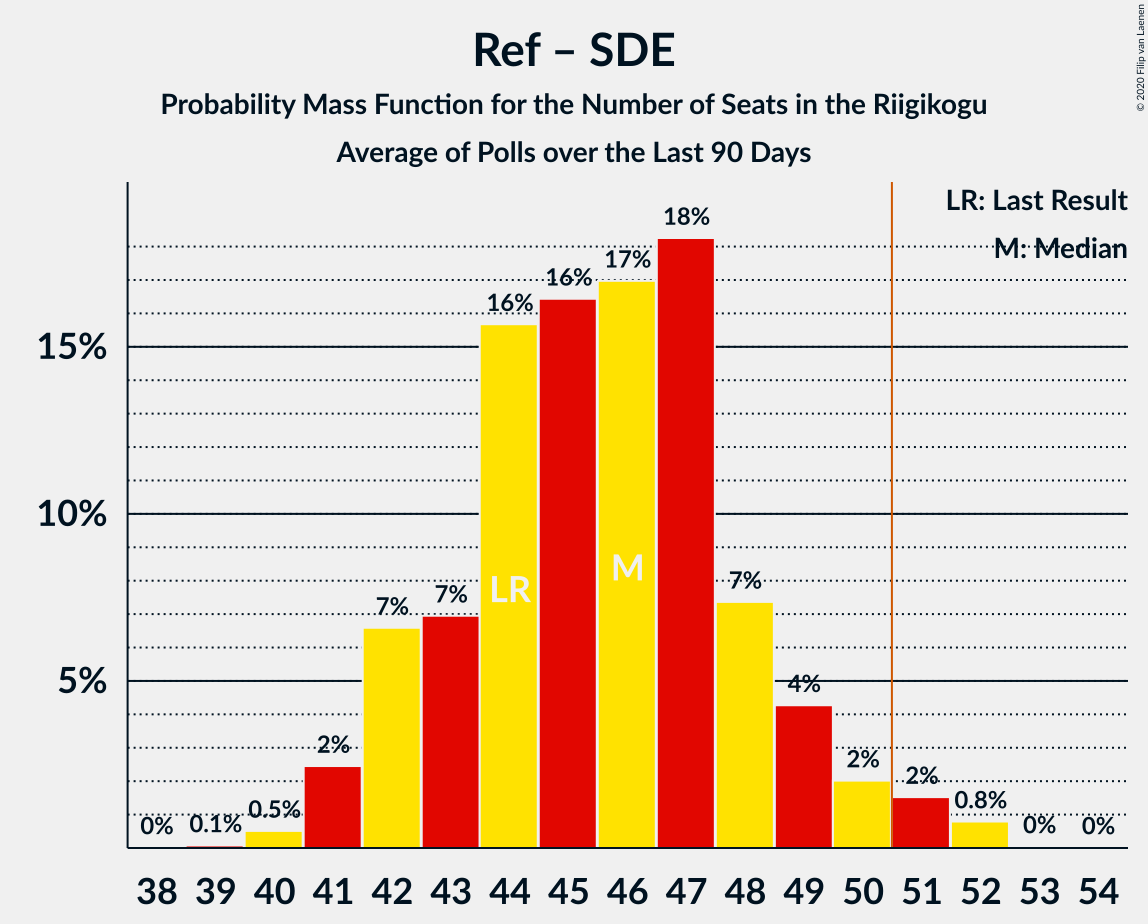 Ref – SDE
Probability Mass Function for the Number of Seats in the Riigikogu
Average of Polls over the Last 90 Days
© 2020 Filip van Laenen
LR: Last Result
M: Median
15%
10%
5%
0%
0.1%
0.5%
2%
7%
7%
16%
16%
17%
18%
7%
4%
2%
2%
0.8%
0%
0%
LR
M
38 39 40 41 42 43 44 45 46 47 48 49 50 51 52 53 54